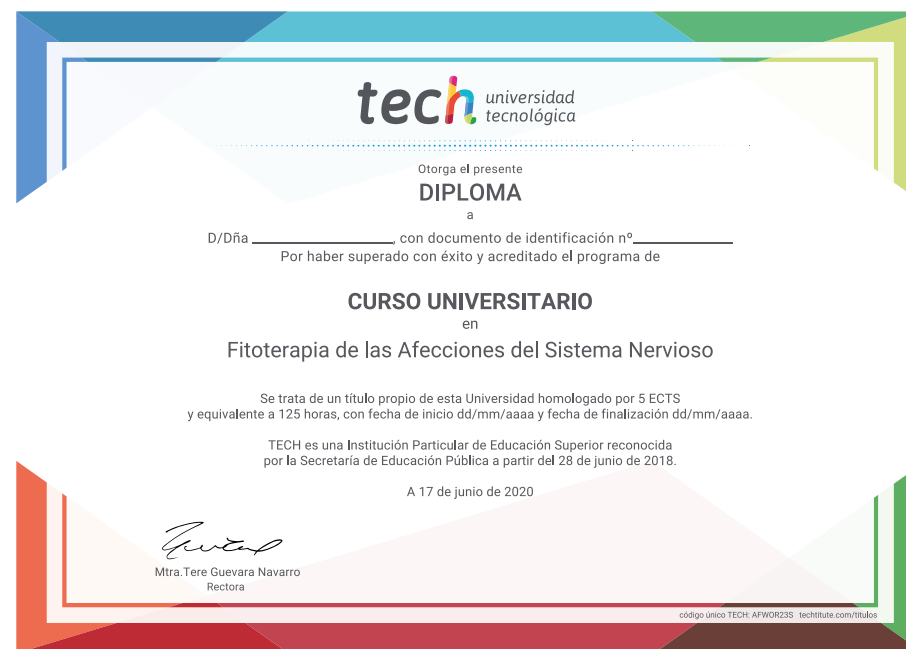 tech universidad
tecnológica
Otorga el presente
DIPLOMA
a
D/Dña ____________________, con documento de identificación nº______________
Por haber superado con éxito y acreditado el programa de
CURSO UNIVERSITARIO
en
Fitoterapia de las Afecciones del Sistema Nervioso
Se trata de un título propio de esta Universidad homologado por 5 ECTS
y equivalente a 125 horas, con fecha de inicio dd/mm/aaaa y fecha de finalización dd/mm/aaaa.
TECH es una Institución Particular de Educación Superior reconocida
por la Secretaría de Educación Pública a partir del 28 de junio de 2018.
A 17 de junio de 2020
Mtra.Tere Guevara Navarro
Rectora
código único TECH: AFWOR23S techtitute.com/titulos